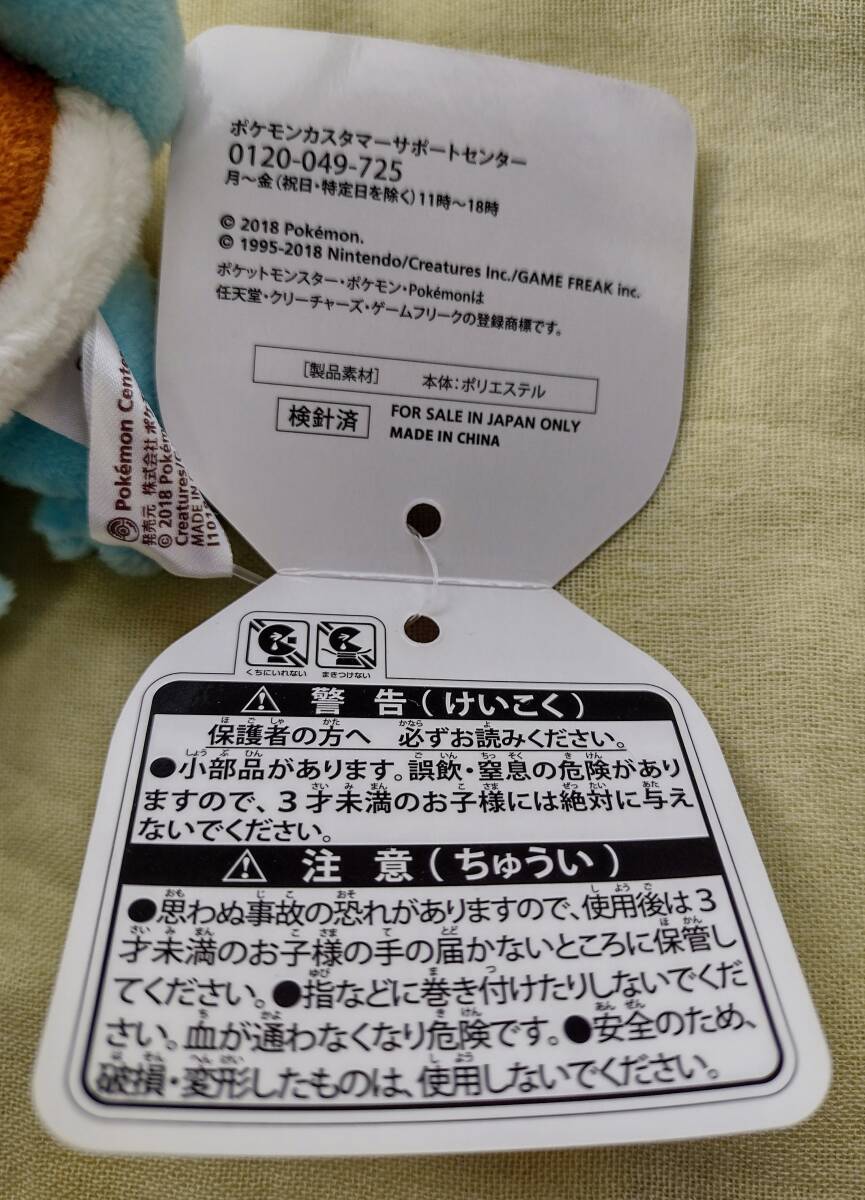 ポケモンカスタマーサポートセンター
0120-049-725
月～金(祝日・特定日を除く)11時～18時
© 2018 Pokémon.
© 1995-2018 Nintendo/Creatures Inc./GAME FREAK inc.
ポケットモンスター・ポケモン・Pokémonは
任天堂・クリーチャーズ・ゲームフリークの登録商標です。
[製品素材] 本体：ポリエステル
検針済
FOR SALE IN JAPAN ONLY
MADE IN CHINA
Pokémon Center
発売元 株式会社
© 2018
Creatures
MADE IN
くちにいれない まきつけない
⚠ 警 告（けいこく）
保護者の方へ 必ずお読みください。
●小部品があります。誤飲・窒息の危険があり
ますので、３才未満のお子様には絶対に与え
ないでください。
⚠ 注 意（ちゅうい）
●思わぬ事故の恐れがありますので、使用後は３
才未満のお子様の手の届かないところに保管し
てください。●指などに巻き付けたりしないでくだ
さい。血が通わなくなり危険です。●安全のため、
破損・変形したものは、使用しないでください。